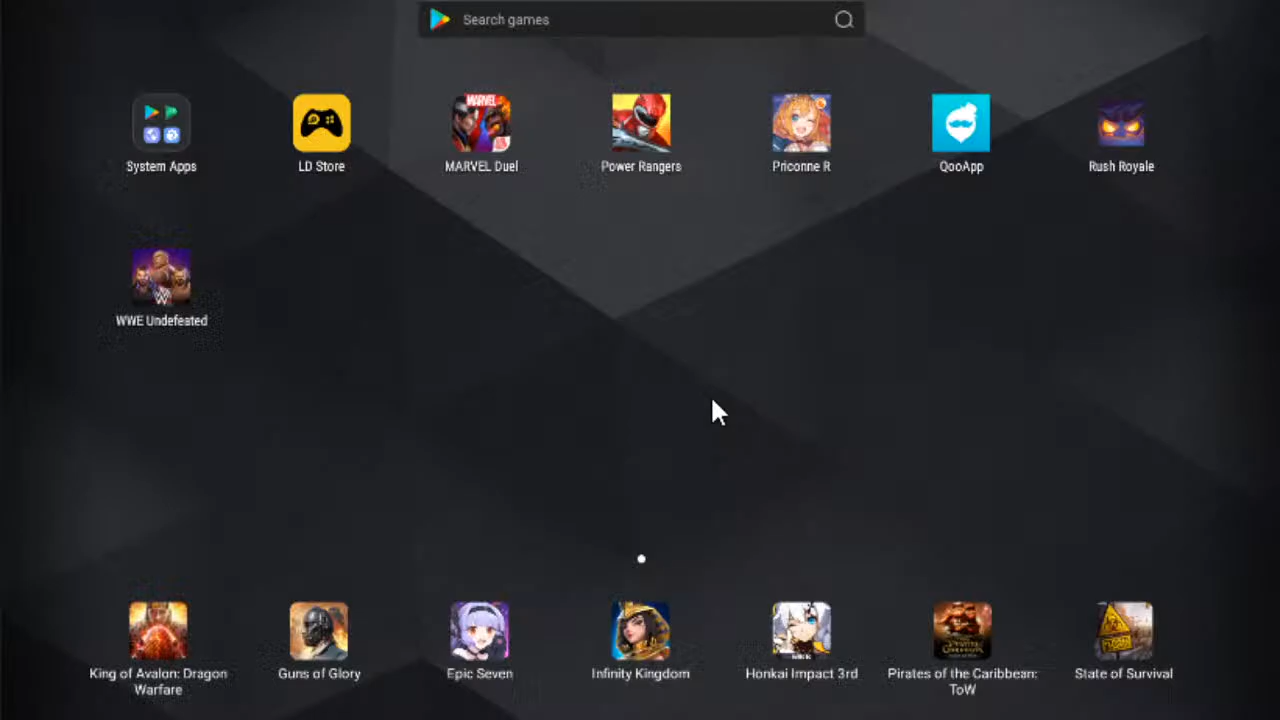 Search games
System Apps
LD Store
MARVEL Duel
Power Rangers
Priconne R
QooApp
Rush Royale
WWE Undefeated
King of Avalon: Dragon
Warfare
Guns of Glory
Epic Seven
Infinity Kingdom
Honkai Impact 3rd
Pirates of the Caribbean:
ToW
State of Survival
MARVEL
W